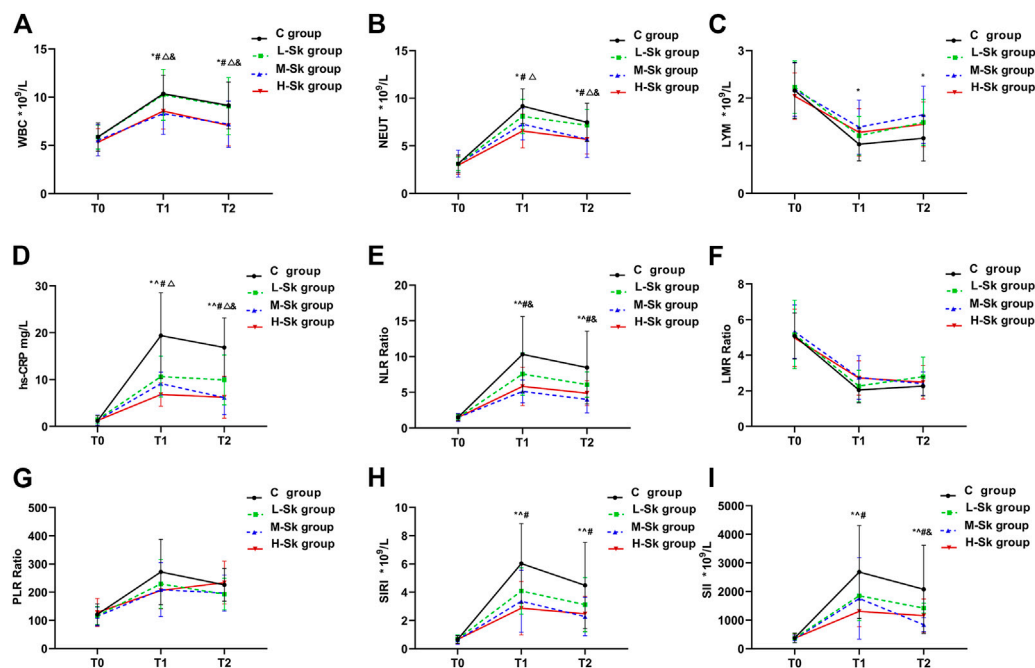 A
C group
L-Sk group
M-Sk group
H-Sk group
WBC *10⁹/L
15
10
5
0
*#△&
*#△&
T0 T1 T2
B
C group
L-Sk group
M-Sk group
H-Sk group
NEUT *10⁹/L
15
10
5
0
*# △
*#△&
T0 T1 T2
C
C group
L-Sk group
M-Sk group
H-Sk group
LYM *10⁹/L
3
2
1
0
*
*
T0 T1 T2
D
C group
L-Sk group
M-Sk group
H-Sk group
hs-CRP mg/L
30
20
10
0
*^# △
*^#△&
T0 T1 T2
E
C group
L-Sk group
M-Sk group
H-Sk group
NLR Ratio
20
15
10
5
0
*^#&
*^#&
T0 T1 T2
F
C group
L-Sk group
M-Sk group
H-Sk group
LMR Ratio
8
6
4
2
0
T0 T1 T2
G
C group
L-Sk group
M-Sk group
H-Sk group
PLR Ratio
500
400
300
200
100
0
T0 T1 T2
H
C group
L-Sk group
M-Sk group
H-Sk group
SIRI *10⁹/L
10
8
6
4
2
0
*^#
*^#
T0 T1 T2
I
C group
L-Sk group
M-Sk group
H-Sk group
SII *10⁹/L
5000
4000
3000
2000
1000
0
*^#
*^#&
T0 T1 T2